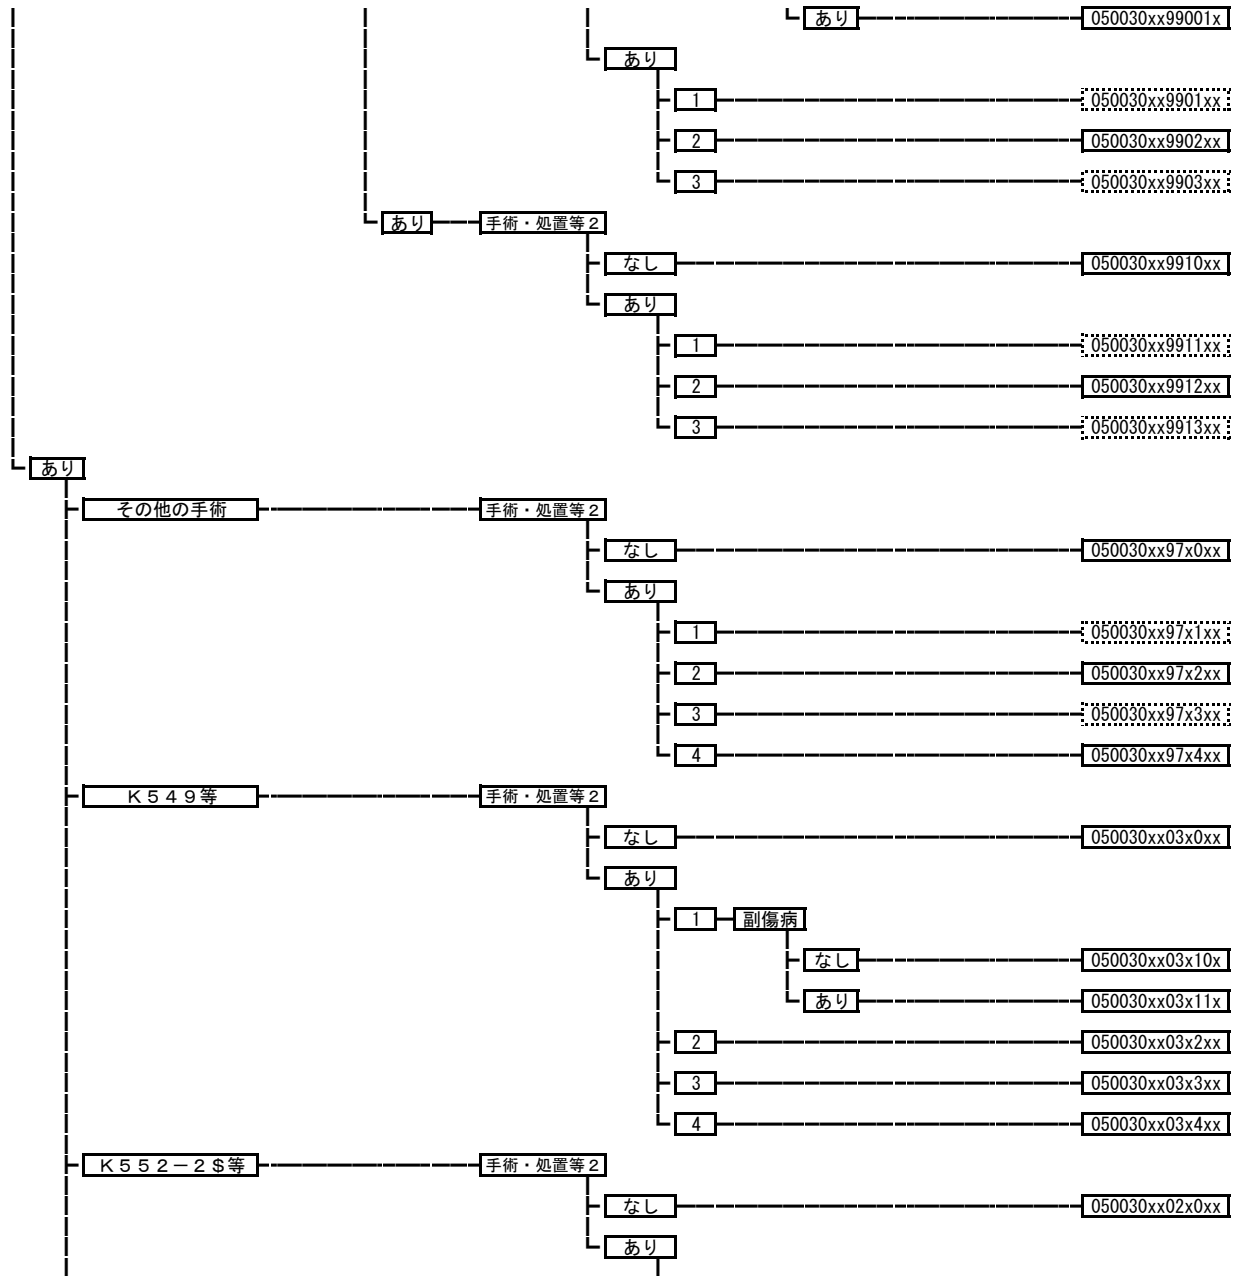 あり 050030xx99001x
あり
1 050030xx9901xx
2 050030xx9902xx
3 050030xx9903xx
あり 手術・処置等2
なし 050030xx9910xx
あり
1 050030xx9911xx
2 050030xx9912xx
3 050030xx9913xx
あり
その他の手術 手術・処置等2
なし 050030xx97x0xx
あり
1 050030xx97x1xx
2 050030xx97x2xx
3 050030xx97x3xx
4 050030xx97x4xx
K549等 手術・処置等2
なし 050030xx03x0xx
あり
1 副傷病
なし 050030xx03x10x
あり 050030xx03x11x
2 050030xx03x2xx
3 050030xx03x3xx
4 050030xx03x4xx
K552-2$等 手術・処置等2
なし 050030xx02x0xx
あり